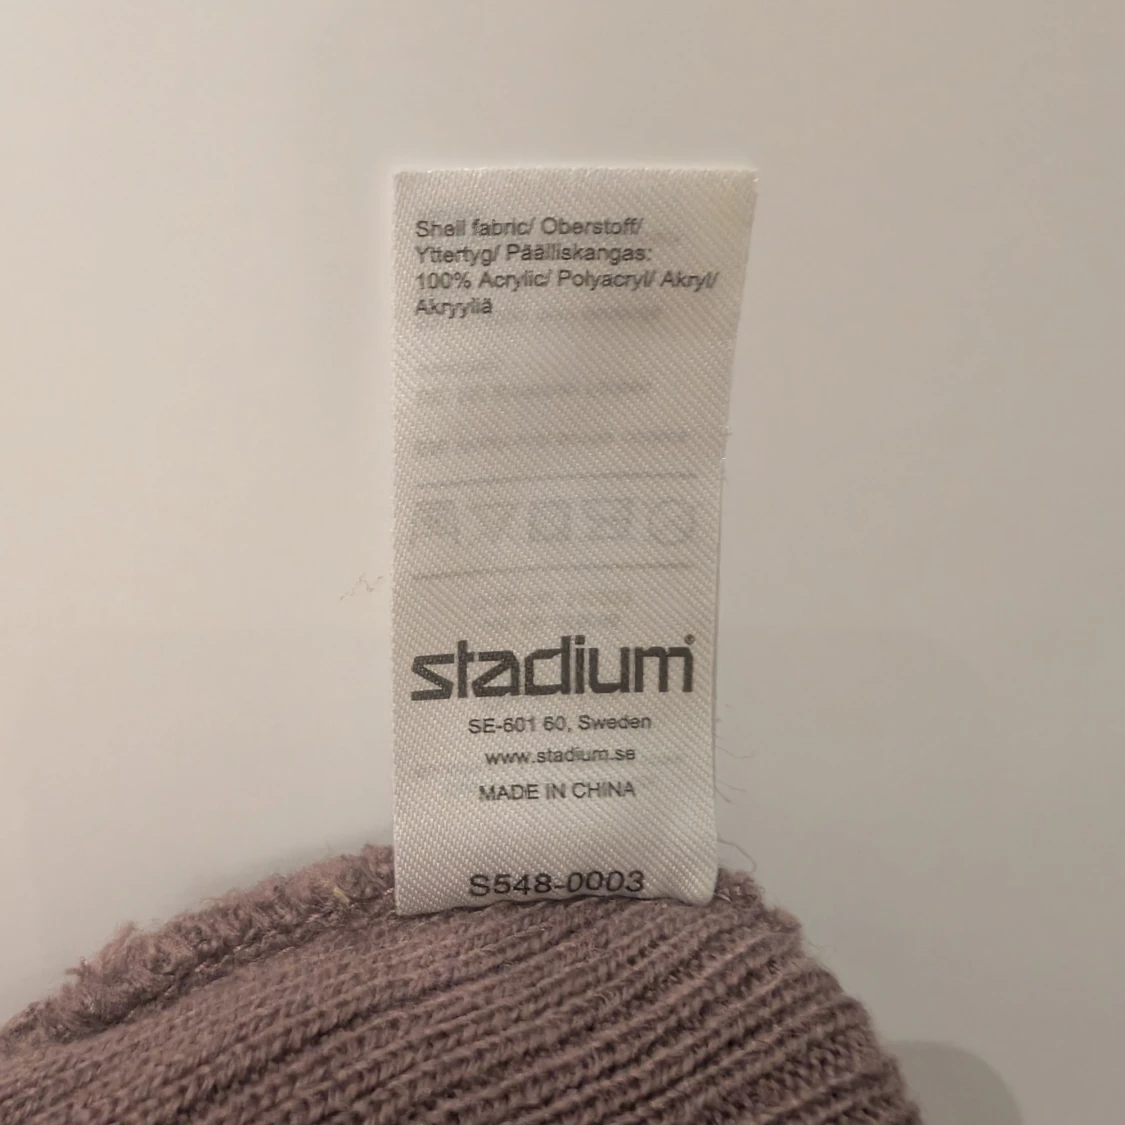 Shell fabric/ Oberstoff/
Yttertyg/ Päälliskangas:
100% Acrylic/ Polyacryl/ Akryl/
Akryyliä
stadium®
SE-601 60, Sweden
www.stadium.se
MADE IN CHINA
S548-0003